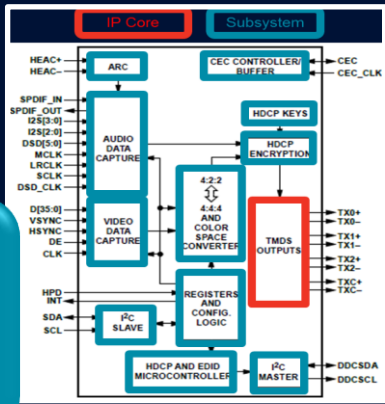 IP Core
Subsystem
HEAC+
HEAC–
ARC
CEC CONTROLLER/
BUFFER
CEC
CEC_CLK
SPDIF_IN
SPDIF_OUT
I2S[3:0]
I2S[2:0]
DSD[5:0]
MCLK
LRCLK
SCLK
DSD_CLK
AUDIO
DATA
CAPTURE
HDCP KEYS
HDCP
ENCRYPTION
4:2:2
4:4:4
AND
COLOR
SPACE
CONVERTER
D[35:0]
VSYNC
HSYNC
DE
CLK
VIDEO
DATA
CAPTURE
TMDS
OUTPUTS
TX0+
TX0–
TX1+
TX1–
TX2+
TX2–
TXC+
TXC–
HPD
INT
REGISTERS
AND
CONFIG.
LOGIC
SDA
SCL
I²C
SLAVE
HDCP AND EDID
MICROCONTROLLER
I²C
MASTER
DDCSDA
DDCSCL